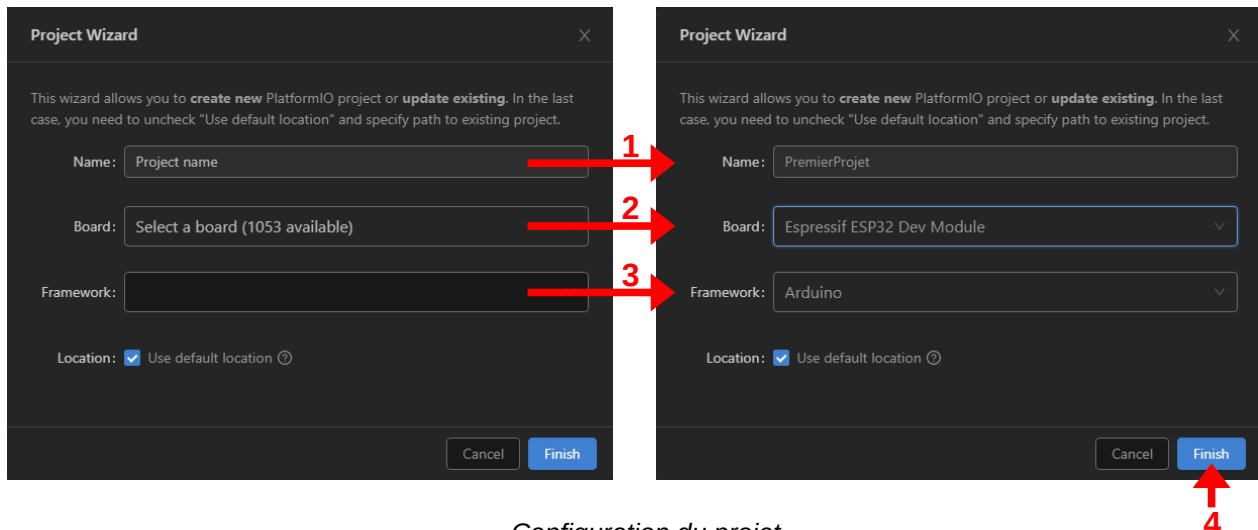 Project Wizard
This wizard allows you to create new PlatformIO project or update existing. In the last
case, you need to uncheck "Use default location" and specify path to existing project.
Name: Project name
Board: Select a board (1053 available)
Framework:
Location: Use default location
Cancel Finish
1
2
3
Project Wizard
This wizard allows you to create new PlatformIO project or update existing. In the last
case, you need to uncheck "Use default location" and specify path to existing project.
Name: PremierProjet
Board: Espressif ESP32 Dev Module
Framework: Arduino
Location: Use default location
Cancel Finish
4
Configuration du projet